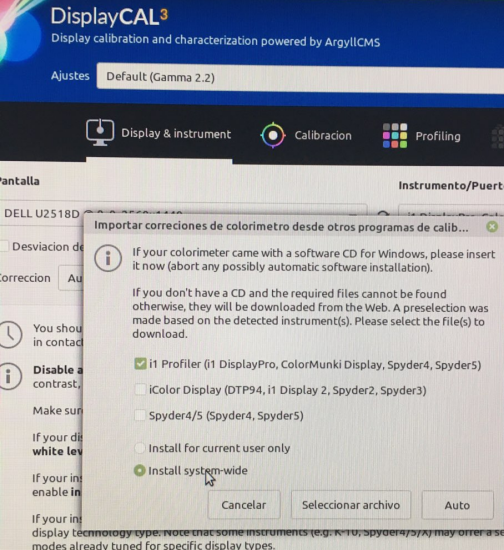 DisplayCAL3
Display calibration and characterization powered by ArgyllCMS
Ajustes
Default (Gamma 2.2)
Display & instrument
Calibracion
Profiling
Pantalla
Instrumento/Puert
DELL U2518D
Desviacion de
Correccion
Au
Importar correciones de colorimetro desde otros programas de calib...
If your colorimeter came with a software CD for Windows, please insert
it now (abort any possibly automatic software installation).
If you don't have a CD and the required files cannot be found
otherwise, they will be downloaded from the Web. A preselection was
made based on the detected instrument(s). Please select the file(s) to
download.
i1 Profiler (i1 DisplayPro, ColorMunki Display, Spyder4, Spyder5)
iColor Display (DTP94, i1 Display 2, Spyder2, Spyder3)
Spyder4/5 (Spyder4, Spyder5)
Install for current user only
Install system-wide
Cancelar
Seleccionar archivo
Auto
You shou
in contac
Disable a
contrast,
Make sur
If your dis
white lev
If your ins
enable in
If your ins
display technology type. Note that some instruments (e.g. K-10, Spyder4/5/X) may offer a
modes already tuned for specific display types.